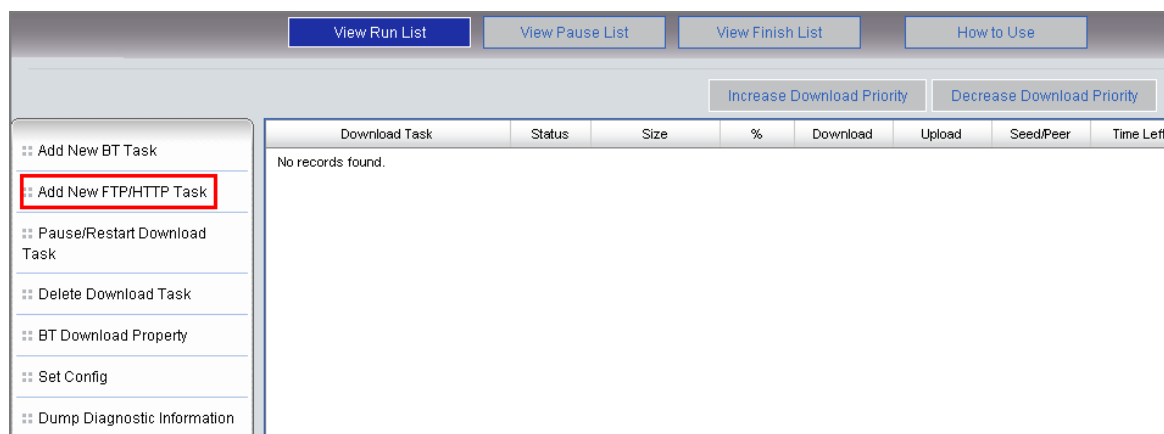 View Run List View Pause List View Finish List How to Use
Increase Download Priority Decrease Download Priority
Download Task Status Size % Download Upload Seed/Peer Time Left
No records found.
Add New BT Task
Add New FTP/HTTP Task
Pause/Restart Download
Task
Delete Download Task
BT Download Property
Set Config
Dump Diagnostic Information